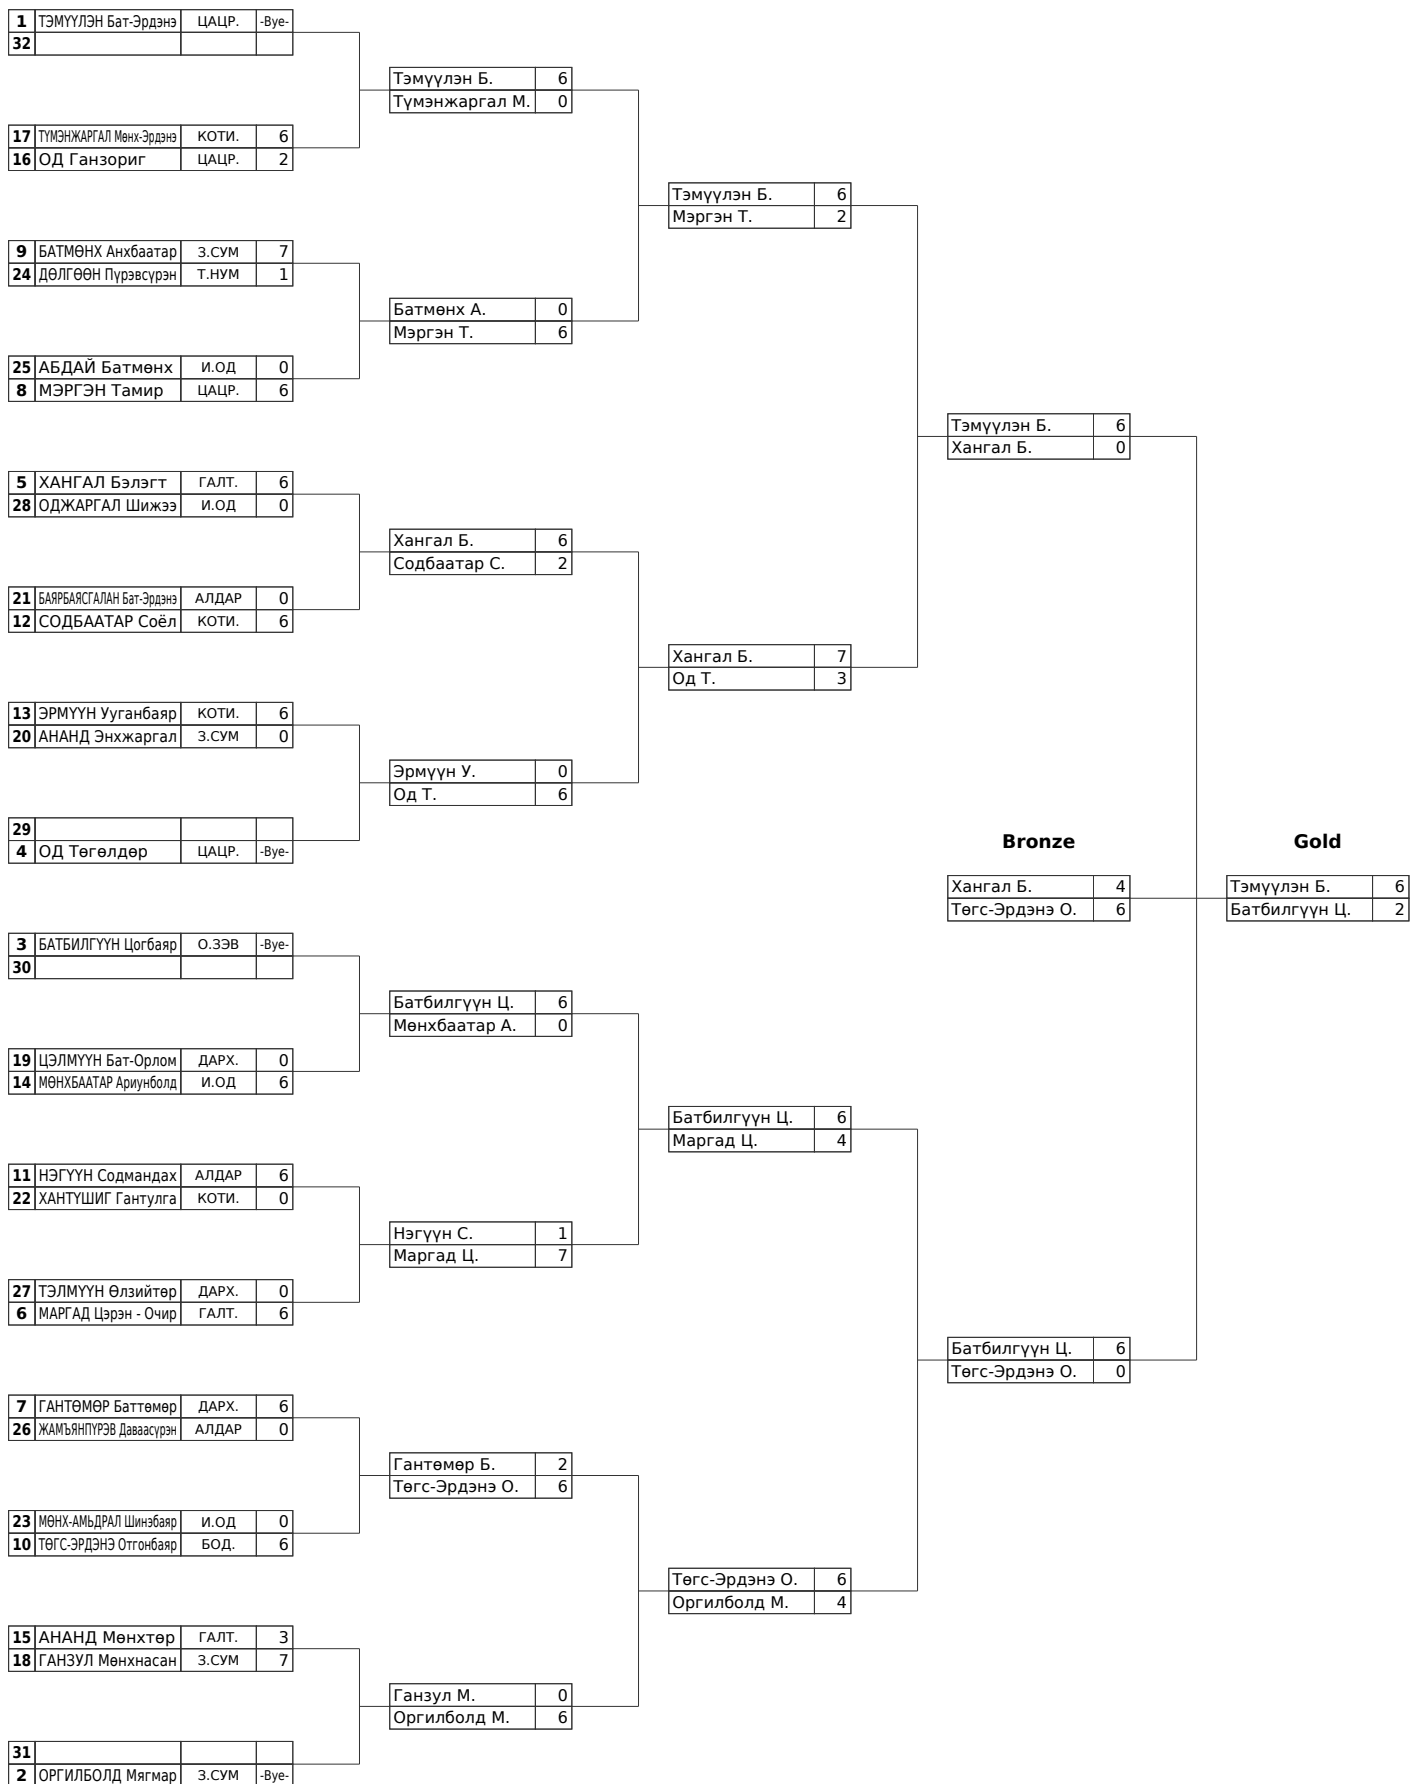 1 ТЭМҮҮЛЭН Бат-Эрдэнэ ЦАЦР. -Bye-
32
Тэмүүлэн Б. 6
Түмэнжаргал М. 0
17 ТҮМЭНЖАРГАЛ Мөнх-Эрдэнэ КОТИ. 6
16 ОД Ганзориг ЦАЦР. 2
Тэмүүлэн Б. 6
Мэргэн Т. 2
9 БАТМӨНХ Анхбаатар З.СУМ 7
24 ДӨЛГӨӨН Пүрэвсүрэн Т.НУМ 1
Батмөнх А. 0
Мэргэн Т. 6
25 АБДАЙ Батмөнх И.ОД 0
8 МЭРГЭН Тамир ЦАЦР. 6
Тэмүүлэн Б. 6
Хангал Б. 0
5 ХАНГАЛ Бэлэгт ГАЛТ. 6
28 ОДЖАРГАЛ Шижээ И.ОД 0
Хангал Б. 6
Содбаатар С. 2
21 БАЯРБАЯСГАЛАН Бат-Эрдэнэ АЛДАР 0
12 СОДБААТАР Соёл КОТИ. 6
Хангал Б. 7
Од Т. 3
13 ЭРМҮҮН Ууганбаяр КОТИ. 6
20 АНАНД Энхжаргал З.СУМ 0
Эрмүүн У. 0
Од Т. 6
29
4 ОД Төгөлдөр ЦАЦР. -Bye-
Bronze Gold
Хангал Б. 4 Тэмүүлэн Б. 6
Төгс-Эрдэнэ О. 6 Батбилгүүн Ц. 2
3 БАТБИЛГҮҮН Цогбаяр О.ЗЭВ -Bye-
30
Батбилгүүн Ц. 6
Мөнхбаатар А. 0
19 ЦЭЛМҮҮН Бат-Орлом ДАРХ. 0
14 МӨНХБААТАР Ариунболд И.ОД 6
Батбилгүүн Ц. 6
Маргад Ц. 4
11 НЭГҮҮН Содмандах АЛДАР 6
22 ХАНТҮШИГ Гантулга КОТИ. 0
Нэгүүн С. 1
Маргад Ц. 7
27 ТЭЛМҮҮН Өлзийтөр ДАРХ. 0
6 МАРГАД Цэрэн - Очир ГАЛТ. 6
Батбилгүүн Ц. 6
Төгс-Эрдэнэ О. 0
7 ГАНТӨМӨР Баттөмөр ДАРХ. 6
26 ЖАМЪЯНПҮРЭВ Даваасүрэн АЛДАР 0
Гантөмөр Б. 2
Төгс-Эрдэнэ О. 6
23 МӨНХ-АМЬДРАЛ Шинэбаяр И.ОД 0
10 ТӨГС-ЭРДЭНЭ Отгонбаяр БОД. 6
Төгс-Эрдэнэ О. 6
Оргилболд М. 4
15 АНАНД Мөнхтөр ГАЛТ. 3
18 ГАНЗУЛ Мөнхнасан З.СУМ 7
Ганзул М. 0
Оргилболд М. 6
31
2 ОРГИЛБОЛД Мягмар З.СУМ -Bye-